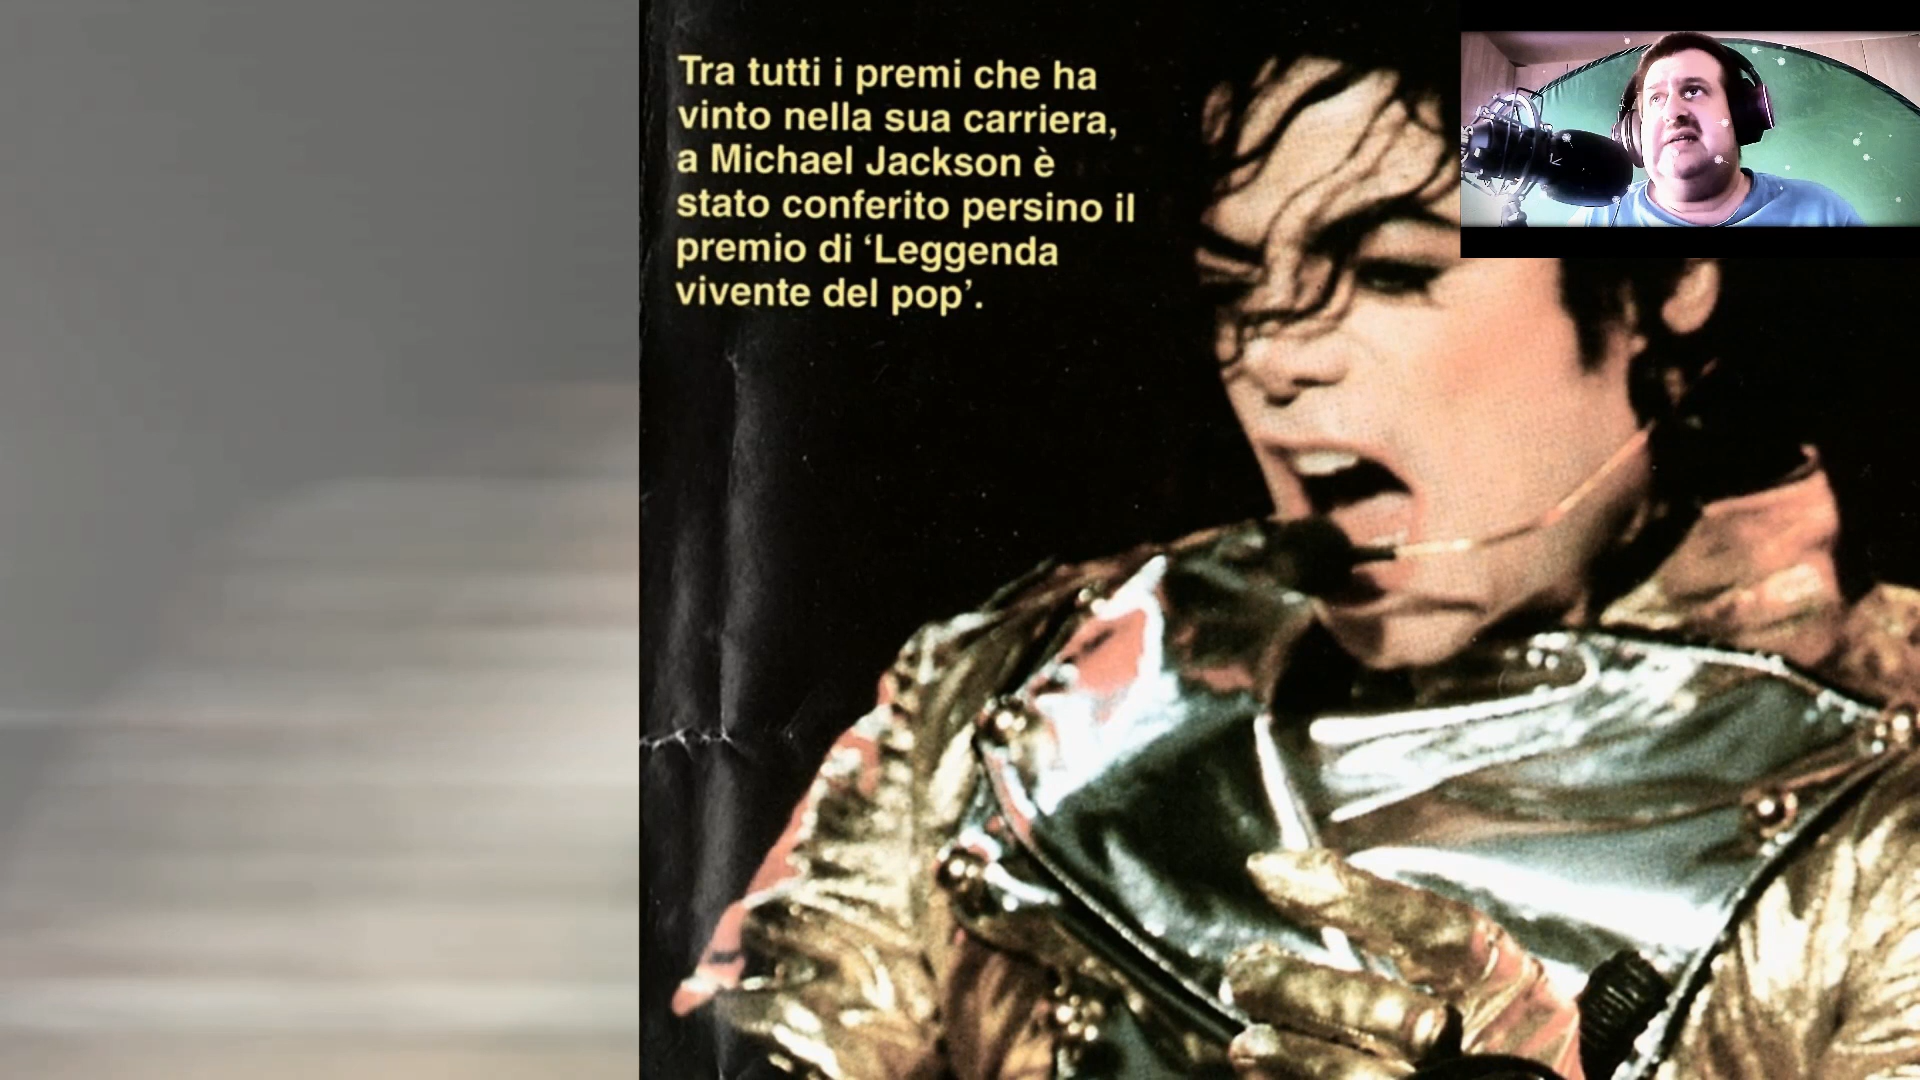 Tra tutti i premi che ha
vinto nella sua carriera,
a Michael Jackson è
stato conferito persino il
premio di ‘Leggenda
vivente del pop’.